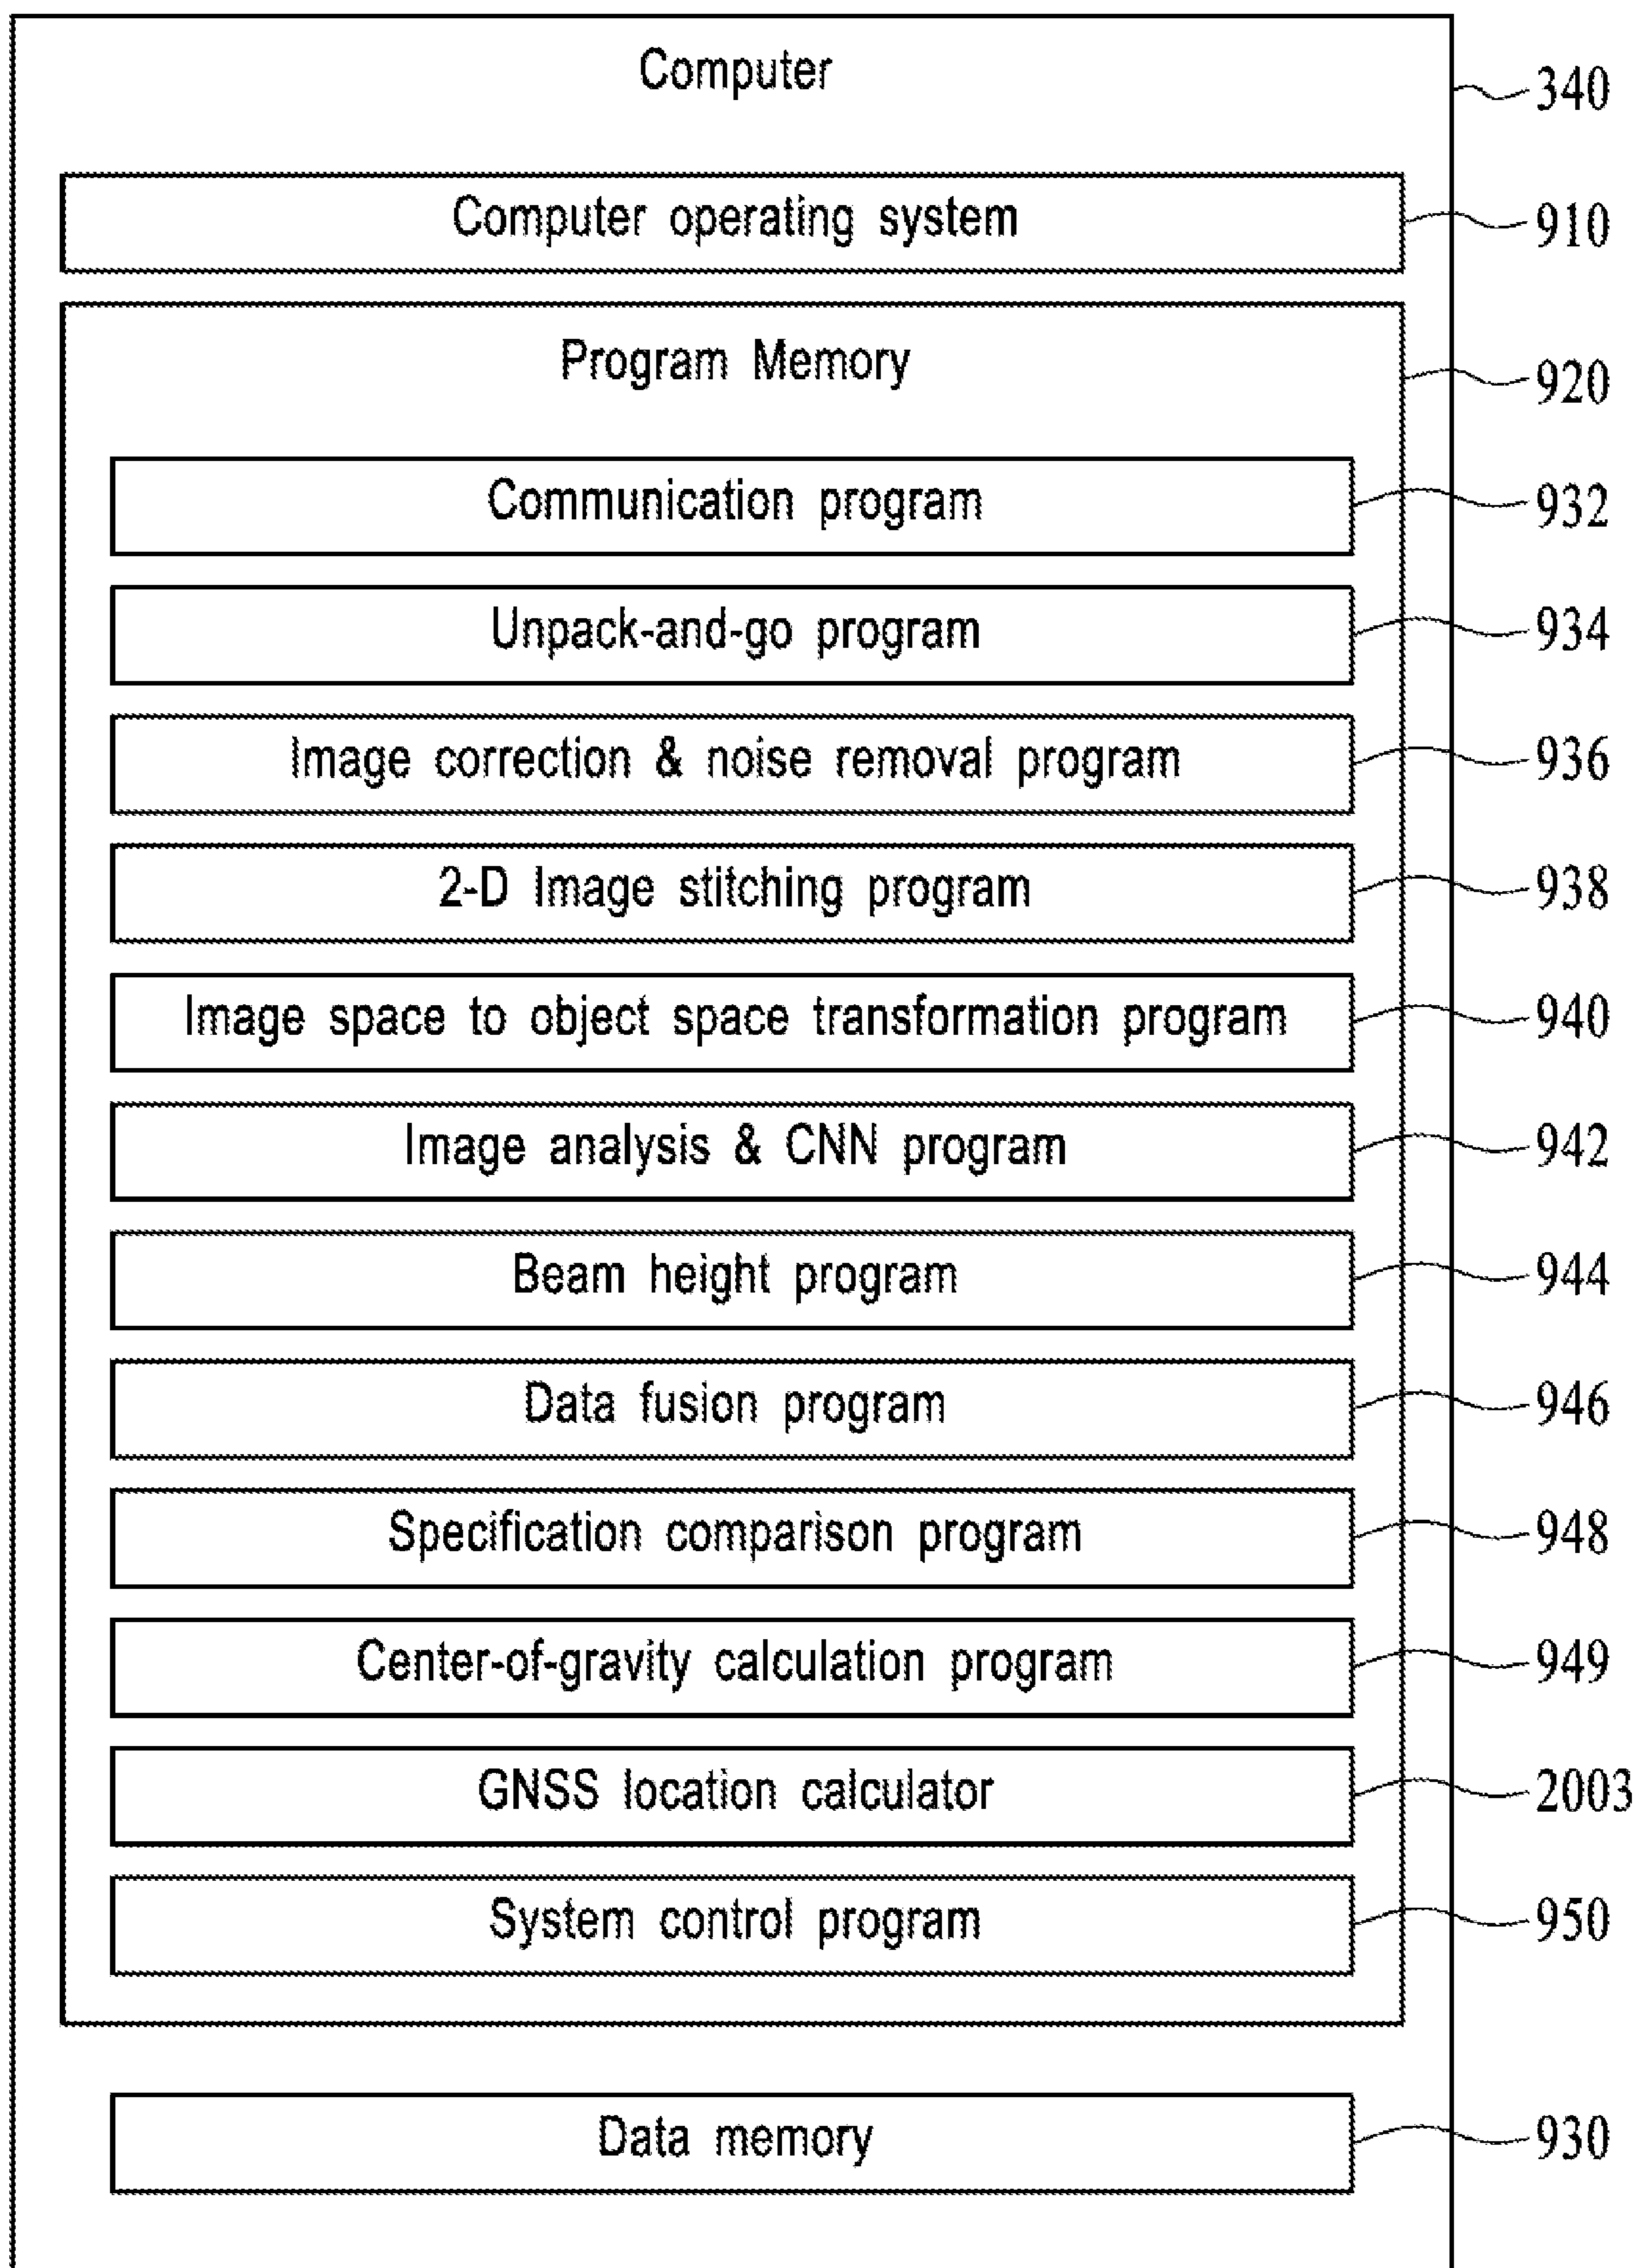 Computer 340
Computer operating system 910
Program Memory 920
Communication program 932
Unpack-and-go program 934
Image correction & noise removal program 936
2-D Image stitching program 938
Image space to object space transformation program 940
Image analysis & CNN program 942
Beam height program 944
Data fusion program 946
Specification comparison program 948
Center-of-gravity calculation program 949
GNSS location calculator 2003
System control program 950
Data memory 930